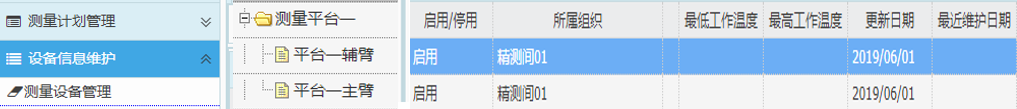 测量计划管理
设备信息维护
测量设备管理
测量平台一
平台一辅臂
平台一主臂
启用/停用 所属组织 最低工作温度 最高工作温度 更新日期 最近维护日期
启用 精测间01 2019/06/01
启用 精测间01 2019/06/01